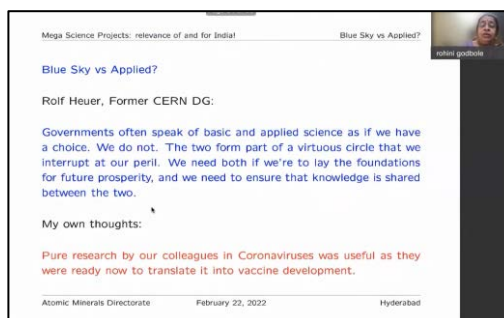 Mega Science Projects: relevance of and for India!
Blue Sky vs Applied?
rohini godbole
Blue Sky vs Applied?
Rolf Heuer, Former CERN DG:
Governments often speak of basic and applied science as if we have
a choice. We do not. The two form part of a virtuous circle that we
interrupt at our peril. We need both if we're to lay the foundations
for future prosperity, and we need to ensure that knowledge is shared
between the two.
My own thoughts:
Pure research by our colleagues in Coronaviruses was useful as they
were ready now to translate it into vaccine development.
Atomic Minerals Directorate
February 22, 2022
Hyderabad